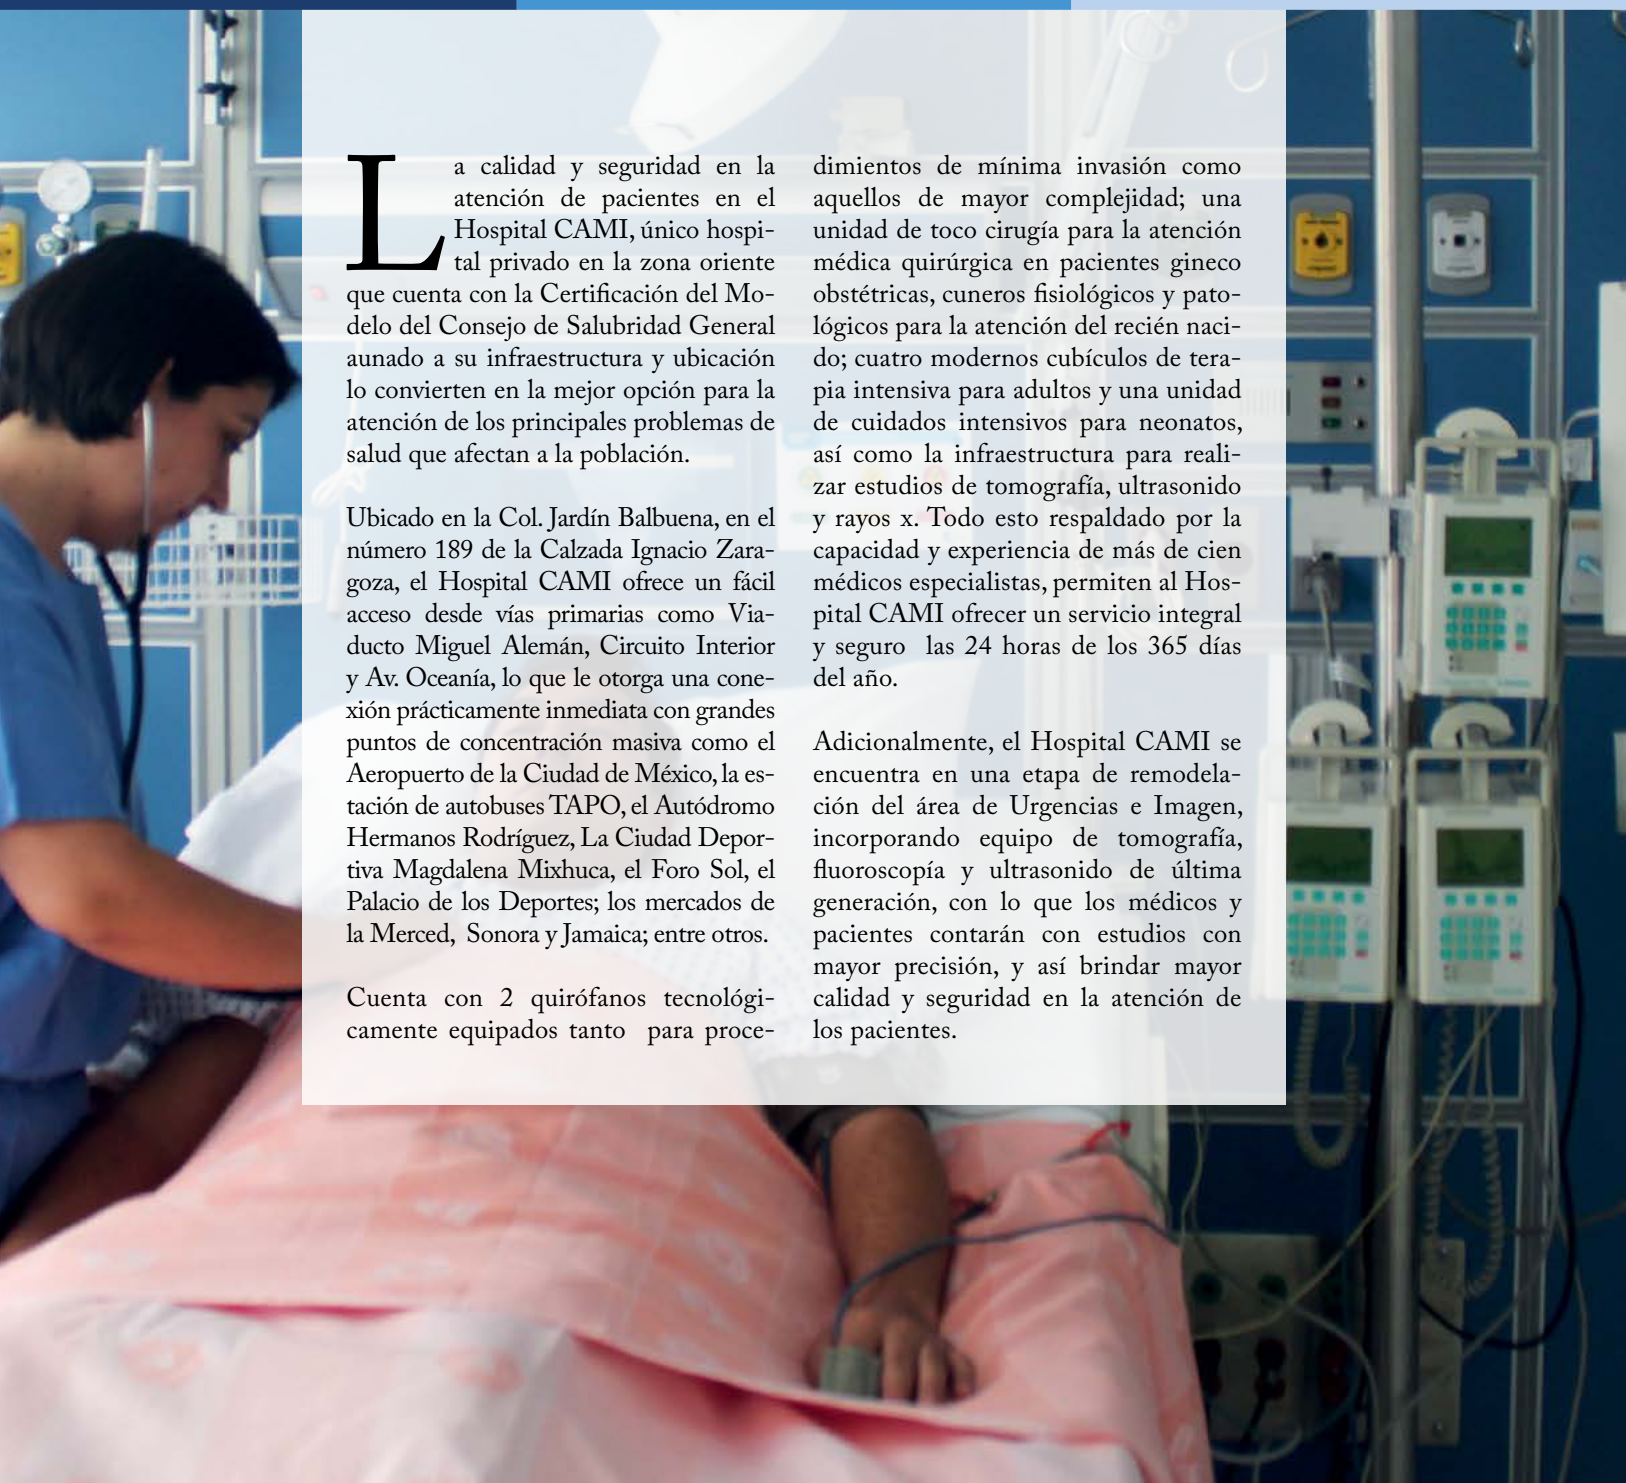 La calidad y seguridad en la
atención de pacientes en el
Hospital CAMI, único hospi-
tal privado en la zona oriente
que cuenta con la Certificación del Mo-
delo del Consejo de Salubridad General
aunado a su infraestructura y ubicación
lo convierten en la mejor opción para la
atención de los principales problemas de
salud que afectan a la población.
Ubicado en la Col. Jardín Balbuena, en el
número 189 de la Calzada Ignacio Zara-
goza, el Hospital CAMI ofrece un fácil
acceso desde vías primarias como Via-
ducto Miguel Alemán, Circuito Interior
y Av. Oceanía, lo que le otorga una cone-
xión prácticamente inmediata con grandes
puntos de concentración masiva como el
Aeropuerto de la Ciudad de México, la es-
tación de autobuses TAPO, el Autódromo
Hermanos Rodríguez, La Ciudad Depor-
tiva Magdalena Mixhuca, el Foro Sol, el
Palacio de los Deportes; los mercados de
la Merced, Sonora y Jamaica; entre otros.
Cuenta con 2 quirófanos tecnológi-
camente equipados tanto para proce-
dimientos de mínima invasión como
aquellos de mayor complejidad; una
unidad de toco cirugía para la atención
médica quirúrgica en pacientes gineco
obstétricas, cuneros fisiológicos y pato-
lógicos para la atención del recién naci-
do; cuatro modernos cubículos de tera-
pia intensiva para adultos y una unidad
de cuidados intensivos para neonatos,
así como la infraestructura para reali-
zar estudios de tomografía, ultrasonido
y rayos x. Todo esto respaldado por la
capacidad y experiencia de más de cien
médicos especialistas, permiten al Hos-
pital CAMI ofrecer un servicio integral
y seguro las 24 horas de los 365 días
del año.
Adicionalmente, el Hospital CAMI se
encuentra en una etapa de remodela-
ción del área de Urgencias e Imagen,
incorporando equipo de tomografía,
fluoroscopía y ultrasonido de última
generación, con lo que los médicos y
pacientes contarán con estudios con
mayor precisión, y así brindar mayor
calidad y seguridad en la atención de
los pacientes.